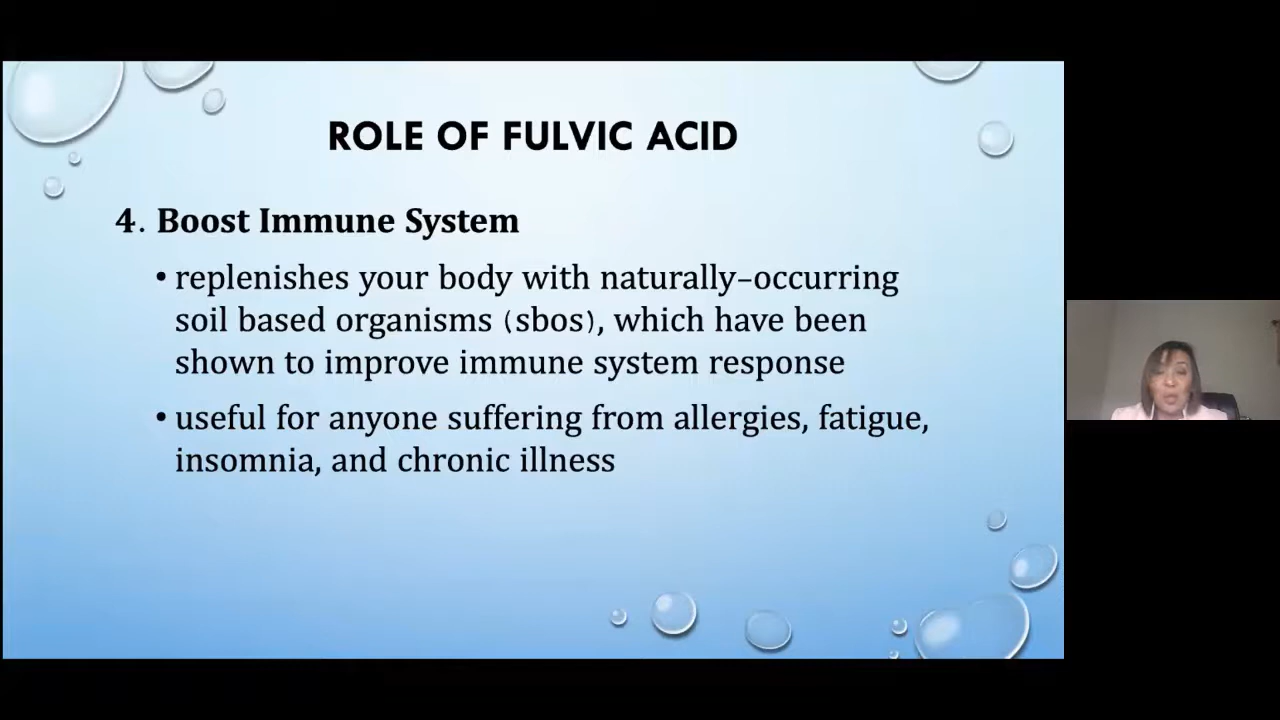 ROLE OF FULVIC ACID
4. Boost Immune System
• replenishes your body with naturally–occurring
soil based organisms (sbos), which have been
shown to improve immune system response
• useful for anyone suffering from allergies, fatigue,
insomnia, and chronic illness